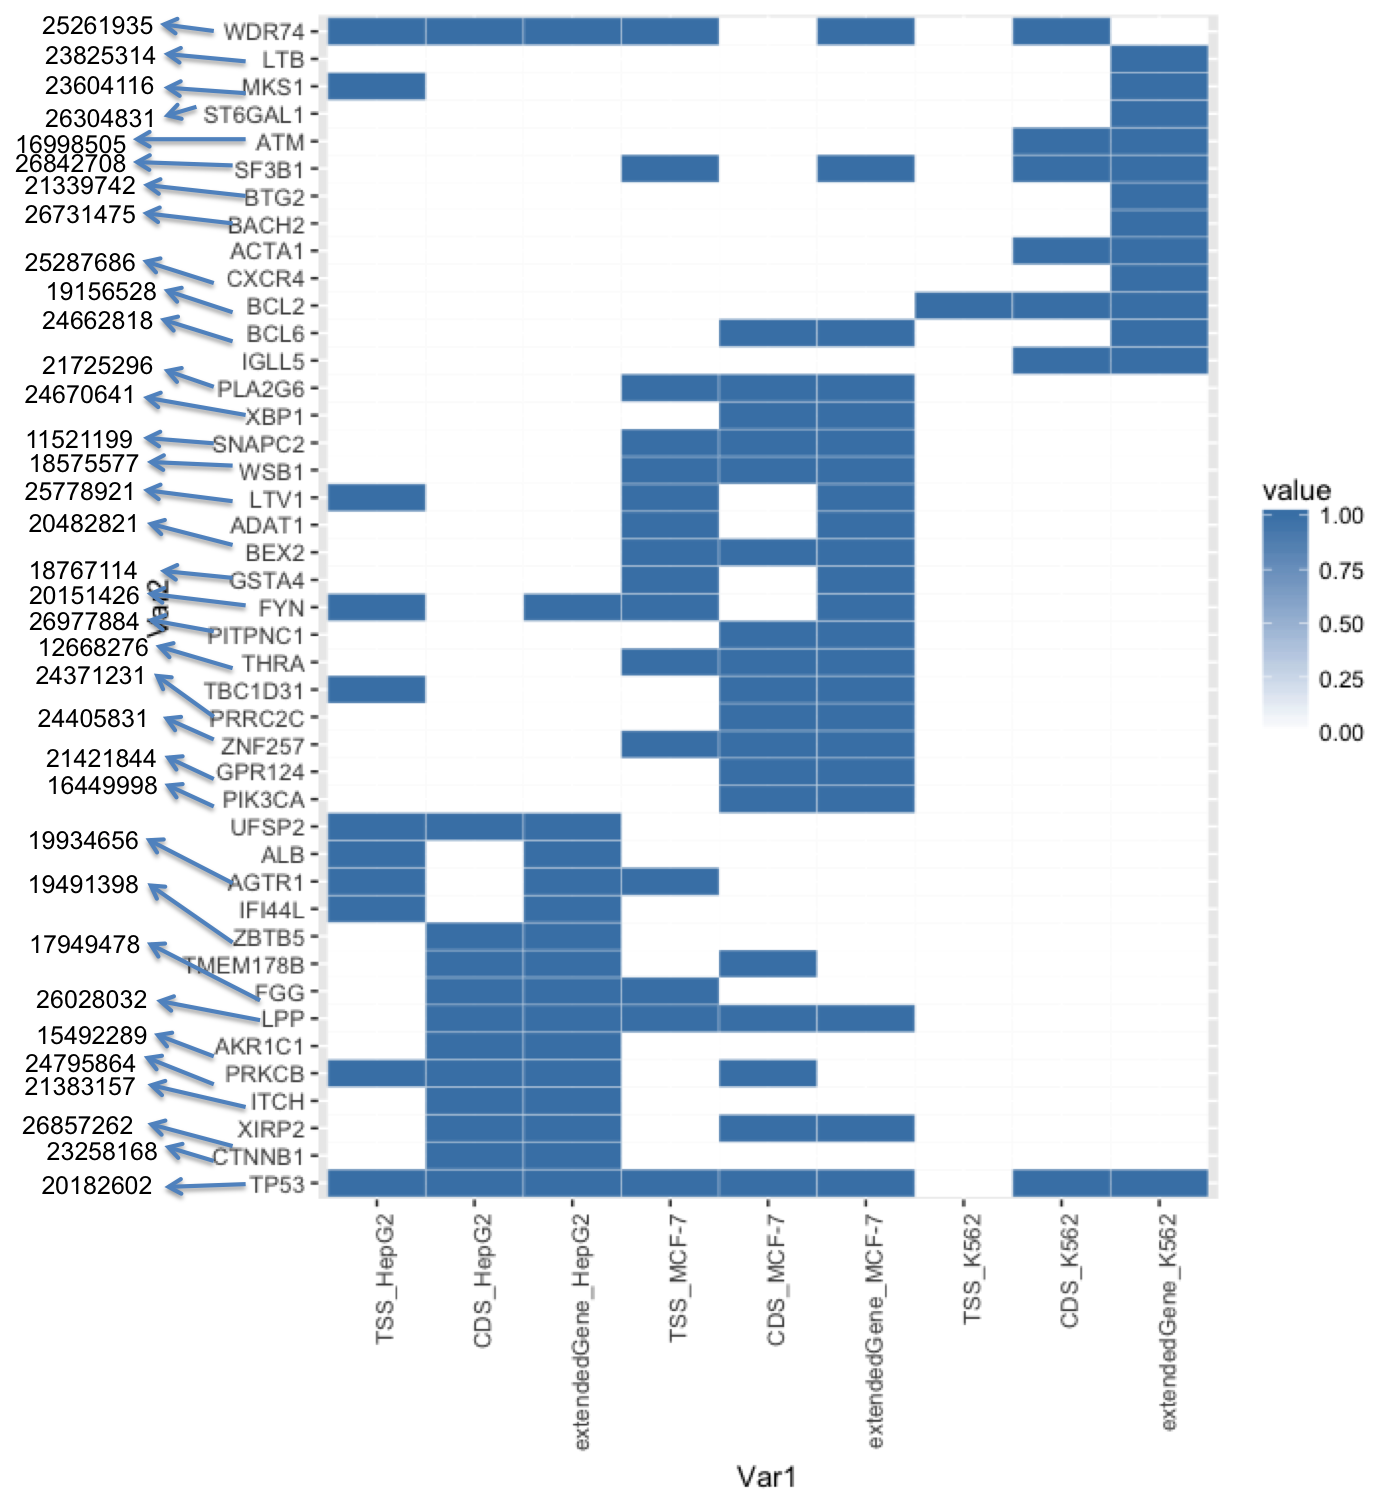 25261935 WDR74
23825314 LTB
23604116 MKS1
26304831 ST6GAL1
16998505 ATM
26842708 SF3B1
21339742 BTG2
26731475 BACH2
ACTA1
25287686 CXCR4
19156528 BCL2
24662818 BCL6
IGLL5
21725296 PLA2G6
24670641 XBP1
11521199 SNAPC2
18575577 WSB1
25778921 LTV1
ADAT1
20482821 BEX2
18767114 GSTA4
20151426 FYN
26977884 PITPNC1
12668276 THRA
TBC1D31
24371231 PRRC2C
24405831 ZNF257
21421844 GPR124
16449998 PIK3CA
UFSP2
ALB
19934656 AGTR1
IFI44L
19491398 ZBTB5
TMEM178B
17949478 FGG
26028032 LPP
15492289 AKR1C1
24795864 PRKCB
21383157 ITCH
26857262 XIRP2
23258168 CTNNB1
20182602 TP53
Var2
value
1.00
0.75
0.50
0.25
0.00
TSS_HepG2
CDS_HepG2
extendedGene_HepG2
TSS_MCF-7
CDS_MCF-7
extendedGene_MCF-7
TSS_K562
CDS_K562
extendedGene_K562
Var1